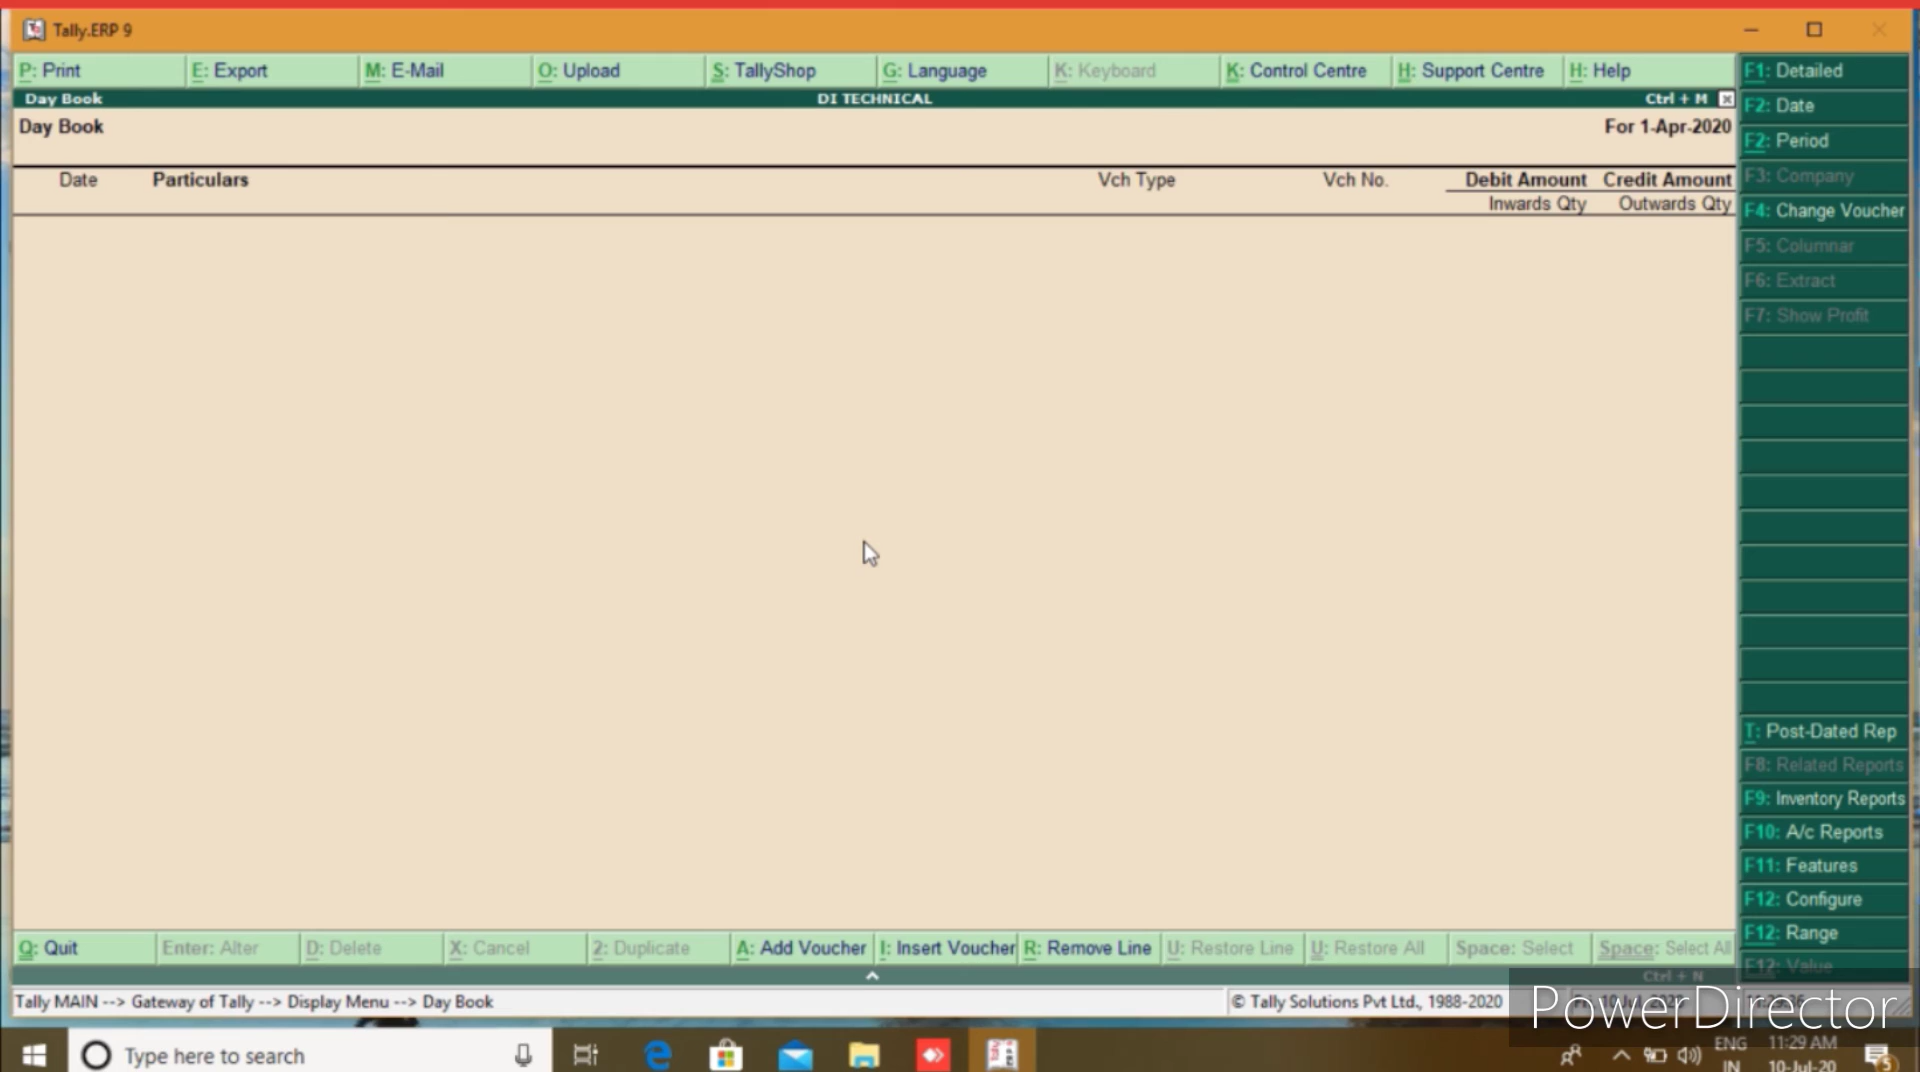 Tally.ERP 9
P: Print E: Export M: E-Mail O: Upload S: TallyShop G: Language K: Keyboard K: Control Centre H: Support Centre H: Help
Day Book DI TECHNICAL Ctrl + M
Day Book For 1-Apr-2020
Date Particulars Vch Type Vch No. Debit Amount Credit Amount
Inwards Qty Outwards Qty
F1: Detailed
F2: Date
F2: Period
F3: Company
F4: Change Voucher
F5: Columnar
F6: Extract
F7: Show Profit
T: Post-Dated Rep
F8: Related Reports
F9: Inventory Reports
F10: A/c Reports
F11: Features
F12: Configure
F12: Range
F12: Value
Q: Quit Enter: Alter D: Delete X: Cancel 2: Duplicate A: Add Voucher I: Insert Voucher R: Remove Line U: Restore Line U: Restore All Space: Select Space: Select All
Ctrl + N
Tally MAIN --> Gateway of Tally --> Display Menu --> Day Book © Tally Solutions Pvt Ltd., 1988-2020
PowerDirector
Type here to search
ENG
IN
11:29 AM
10-Jul-20
5